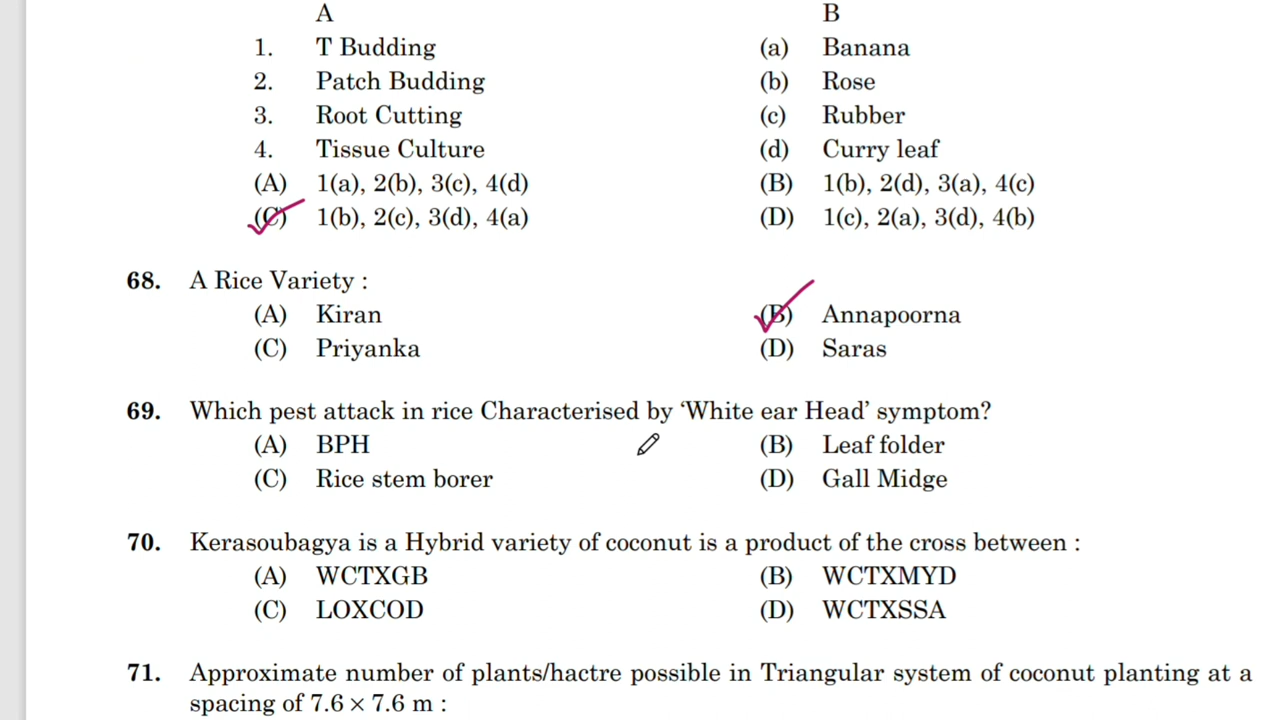 A B
1. T Budding (a) Banana
2. Patch Budding (b) Rose
3. Root Cutting (c) Rubber
4. Tissue Culture (d) Curry leaf
(A) 1(a), 2(b), 3(c), 4(d) (B) 1(b), 2(d), 3(a), 4(c)
(C) 1(b), 2(c), 3(d), 4(a) (D) 1(c), 2(a), 3(d), 4(b)
68. A Rice Variety :
(A) Kiran (B) Annapoorna
(C) Priyanka (D) Saras
69. Which pest attack in rice Characterised by ‘White ear Head’ symptom?
(A) BPH (B) Leaf folder
(C) Rice stem borer (D) Gall Midge
70. Kerasoubagya is a Hybrid variety of coconut is a product of the cross between :
(A) WCTXGB (B) WCTXMYD
(C) LOXCOD (D) WCTXSSA
71. Approximate number of plants/hactre possible in Triangular system of coconut planting at a
spacing of 7.6 × 7.6 m :